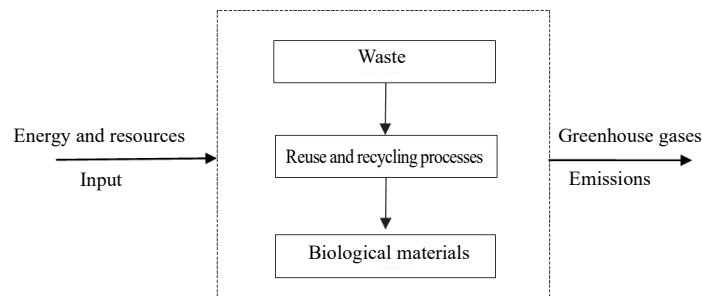 Waste
Energy and resources
Input
Reuse and recycling processes
Greenhouse gases
Emissions
Biological materials